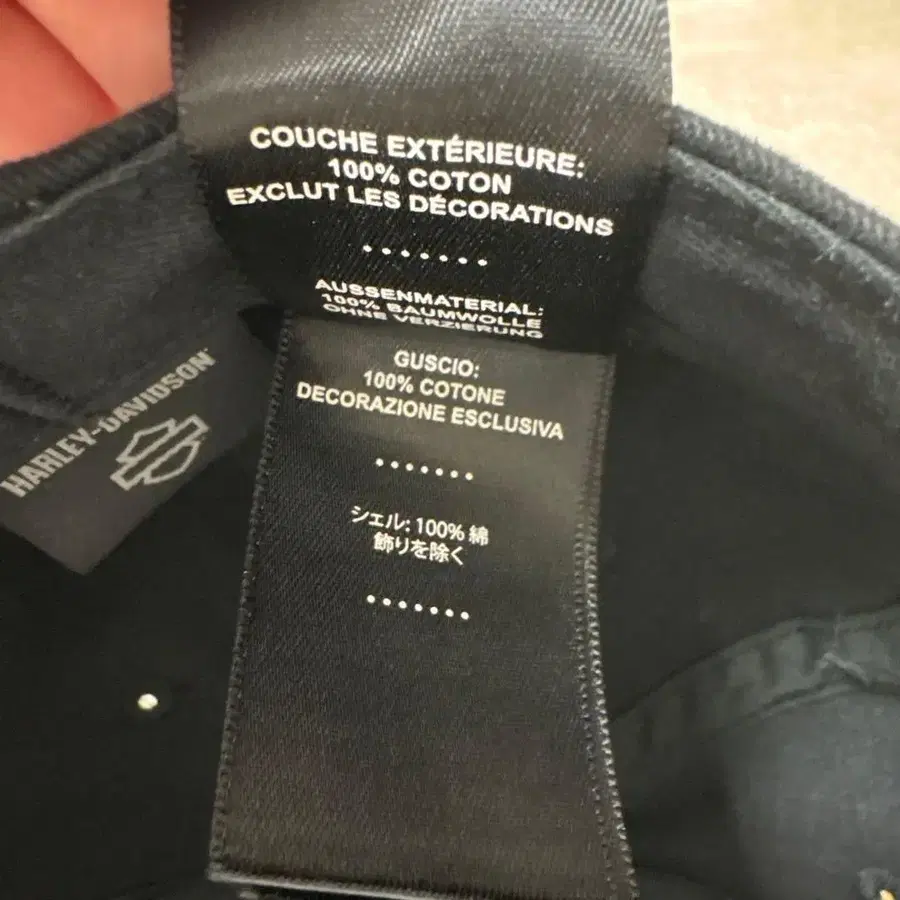 COUCHE EXTÉRIEURE:
100% COTON
EXCLUT LES DÉCORATIONS
.......
AUSSENMATERIAL:
100% BAUMWOLLE
OHNE VERZIERUNG
GUSCIO:
100% COTONE
DECORAZIONE ESCLUSIVA
.......
シェル: 100% 綿
飾りを除く
.......
HARLEY-DAVIDSON